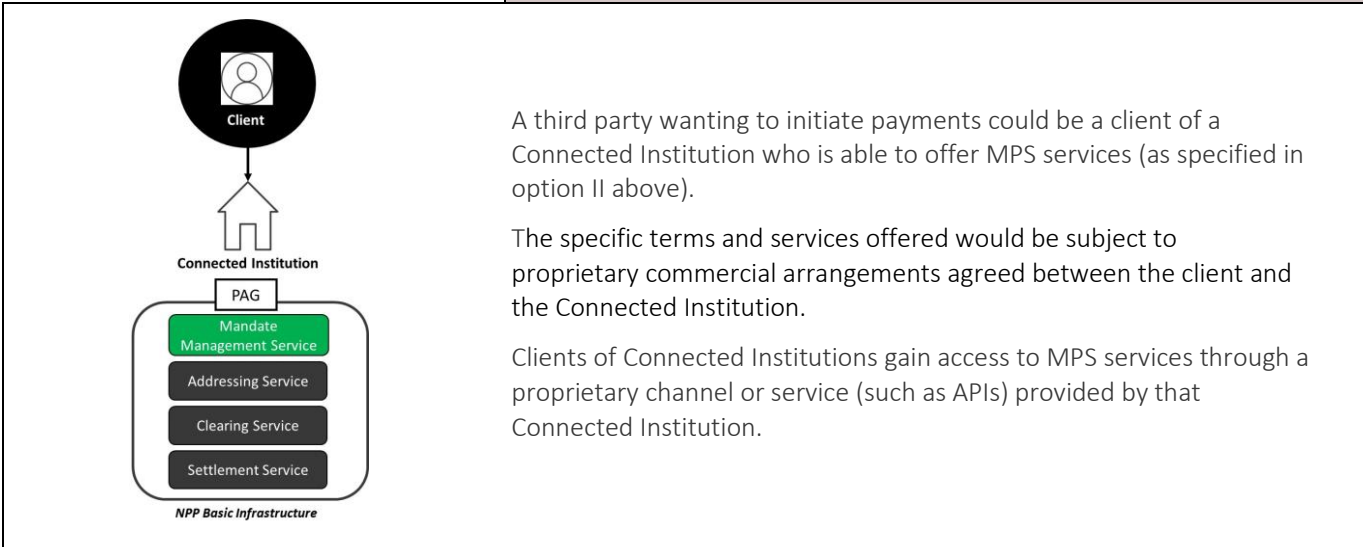 Client
Connected Institution
PAG
Mandate
Management Service
Addressing Service
Clearing Service
Settlement Service
NPP Basic Infrastructure
A third party wanting to initiate payments could be a client of a
Connected Institution who is able to offer MPS services (as specified in
option II above).
The specific terms and services offered would be subject to
proprietary commercial arrangements agreed between the client and
the Connected Institution.
Clients of Connected Institutions gain access to MPS services through a
proprietary channel or service (such as APIs) provided by that
Connected Institution.